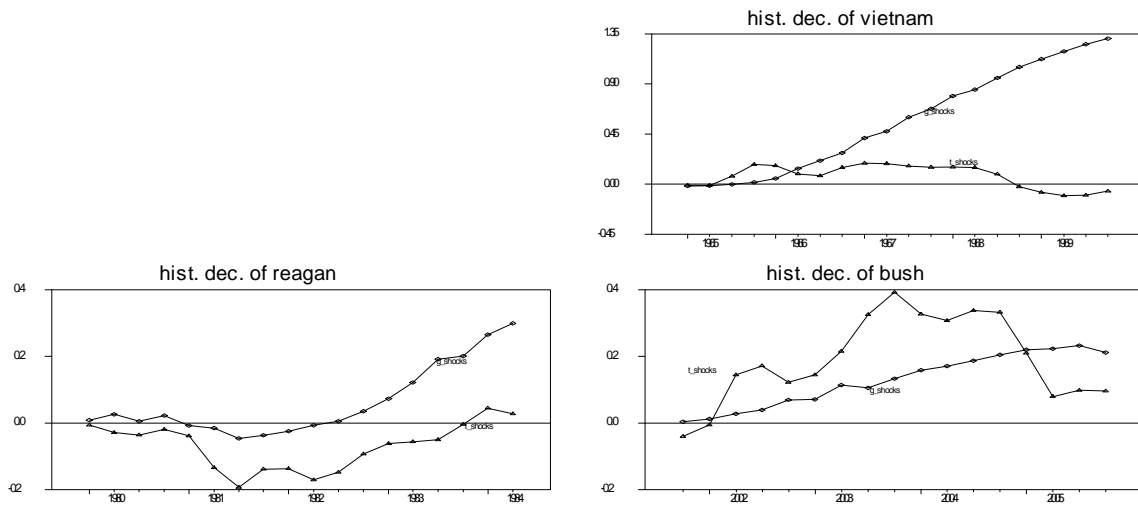 hist. dec. of vietnam
1.35
0.90
0.45
0.00
-0.45
g_shocks
t_shocks
1965 1966 1967 1968 1969
hist. dec. of reagan
0.4
0.2
0.0
-0.2
g_shocks
t_shocks
1980 1981 1982 1983 1984
hist. dec. of bush
0.4
0.2
0.0
-0.2
t_shocks
g_shocks
2002 2003 2004 2005